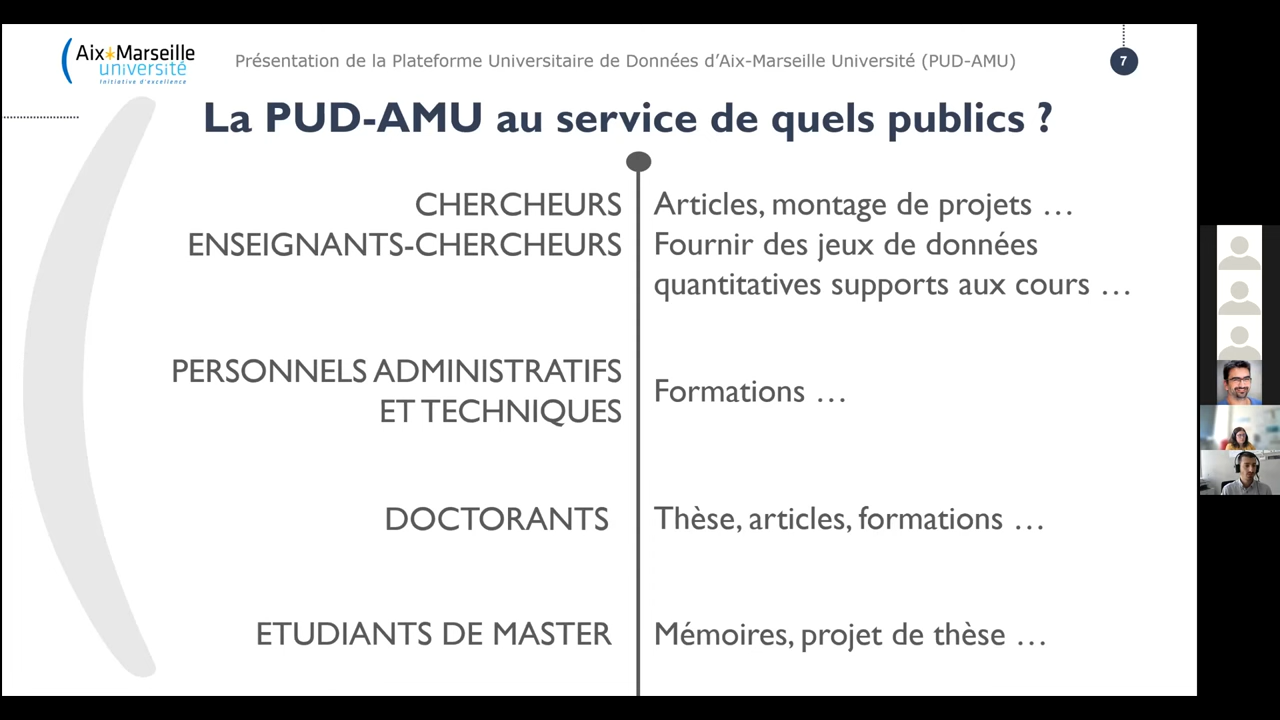 Aix*Marseille
université
Initiative d'excellence
Présentation de la Plateforme Universitaire de Données d'Aix-Marseille Université (PUD-AMU)
7
La PUD-AMU au service de quels publics ?
CHERCHEURS
ENSEIGNANTS-CHERCHEURS
Articles, montage de projets …
Fournir des jeux de données
quantitatives supports aux cours …
PERSONNELS ADMINISTRATIFS
ET TECHNIQUES
Formations …
DOCTORANTS
Thèse, articles, formations …
ETUDIANTS DE MASTER
Mémoires, projet de thèse …